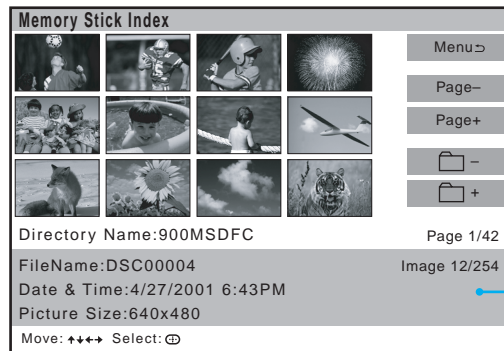 Memory Stick Index
Menu
Page–
Page+
–
+
Directory Name:900MSDFC
Page 1/42
FileName:DSC00004
Image 12/254
Date & Time:4/27/2001 6:43PM
Picture Size:640x480
Move: ↑↓←→ Select: